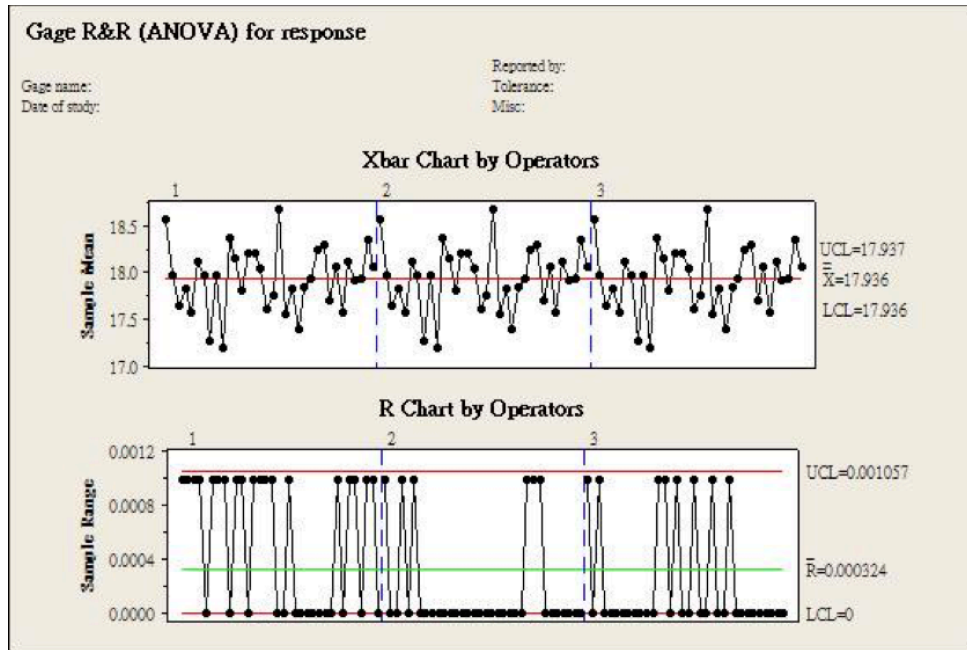 Gage R&R (ANOVA) for response
Reported by:
Gage name:
Tolerance:
Date of study:
Misc:
Xbar Chart by Operators
1 2 3
Sample Mean
18.5
18.0
17.5
17.0
UCL=17.937
X̿=17.936
LCL=17.936
R Chart by Operators
1 2 3
Sample Range
0.0012
0.0008
0.0004
0.0000
UCL=0.001057
R̄=0.000324
LCL=0